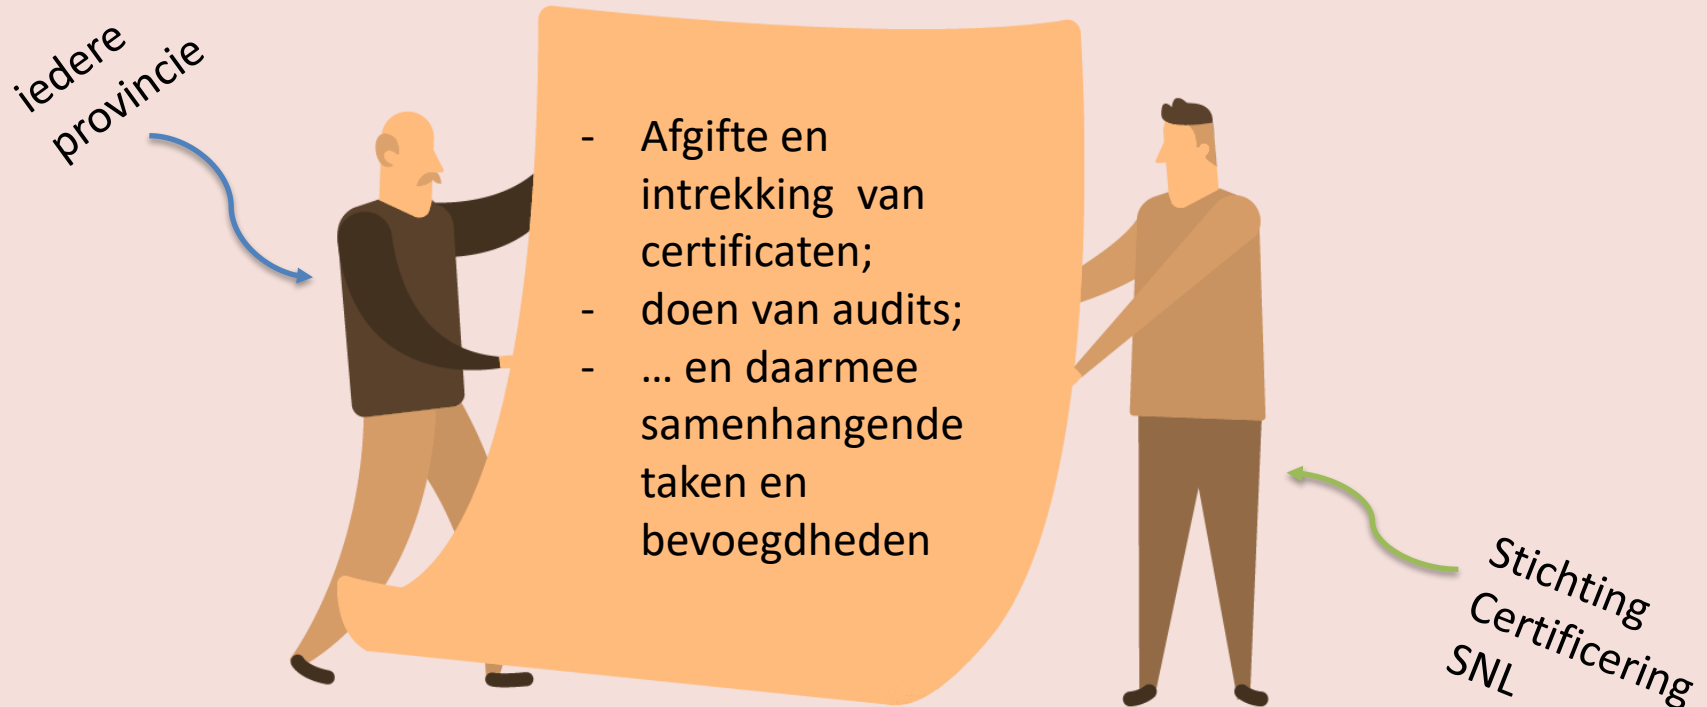 iedere
provincie
- Afgifte en
intrekking van
certificaten;
- doen van audits;
- ... en daarmee
samenhangende
taken en
bevoegdheden
Stichting
Certificering
SNL